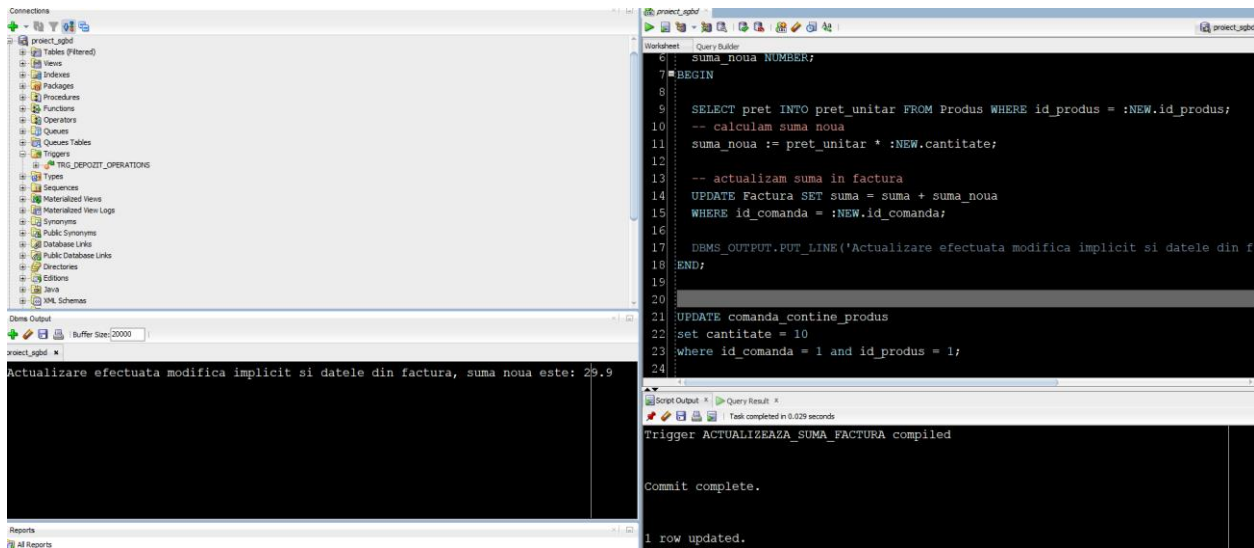 Connections
proiect_sgbd
Tables (Filtered)
Views
Indexes
Packages
Procedures
Functions
Operators
Queues
Queues Tables
Triggers
TRG_DEPOZIT_OPERATIONS
Types
Sequences
Materialized Views
Materialized View Logs
Synonyms
Public Synonyms
Database Links
Public Database Links
Directories
Editions
Java
XML Schemas
Dbms Output
Buffer Size: 20000
proiect_sgbd
Actualizare efectuata modifica implicit si datele din factura, suma noua este: 29.9
Reports
All Reports
proiect_sgbd
proiect_sgbd
Worksheet Query Builder
6 suma_noua NUMBER;
7 BEGIN
8
9 SELECT pret INTO pret_unitar FROM Produs WHERE id_produs = :NEW.id_produs;
10 -- calculam suma noua
11 suma_noua := pret_unitar * :NEW.cantitate;
12
13 -- actualizam suma in factura
14 UPDATE Factura SET suma = suma + suma_noua
15 WHERE id_comanda = :NEW.id_comanda;
16
17 DBMS_OUTPUT.PUT_LINE('Actualizare efectuata modifica implicit si datele din f
18 END;
19
20
21 UPDATE comanda_contine_produs
22 set cantitate = 10
23 where id_comanda = 1 and id_produs = 1;
24
Script Output Query Result
Task completed in 0.029 seconds
Trigger ACTUALIZEAZA_SUMA_FACTURA compiled
Commit complete.
1 row updated.